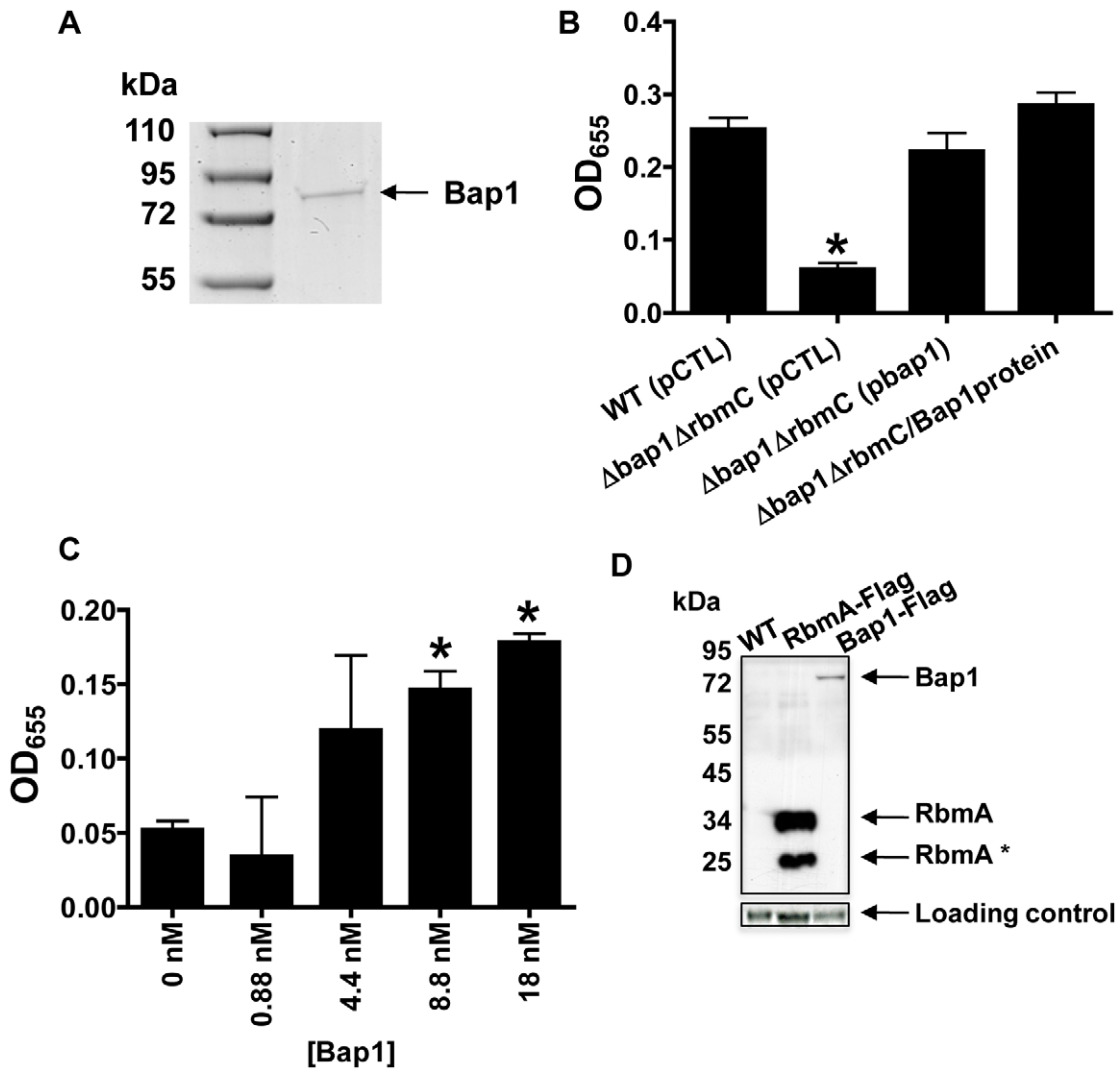 A
kDa
110
95
72
55
Bap1
B
OD655
0.4
0.3
0.2
0.1
0.0
*
WT (pCTL)
Δbap1ΔrbmC (pCTL)
Δbap1ΔrbmC (pbap1)
Δbap1ΔrbmC/Bap1protein
C
OD655
0.20
0.15
0.10
0.05
0.00
*
*
0 nM
0.88 nM
4.4 nM
8.8 nM
18 nM
[Bap1]
D
kDa
WT
RbmA-Flag
Bap1-Flag
95
72
55
45
34
25
Bap1
RbmA
RbmA *
Loading control